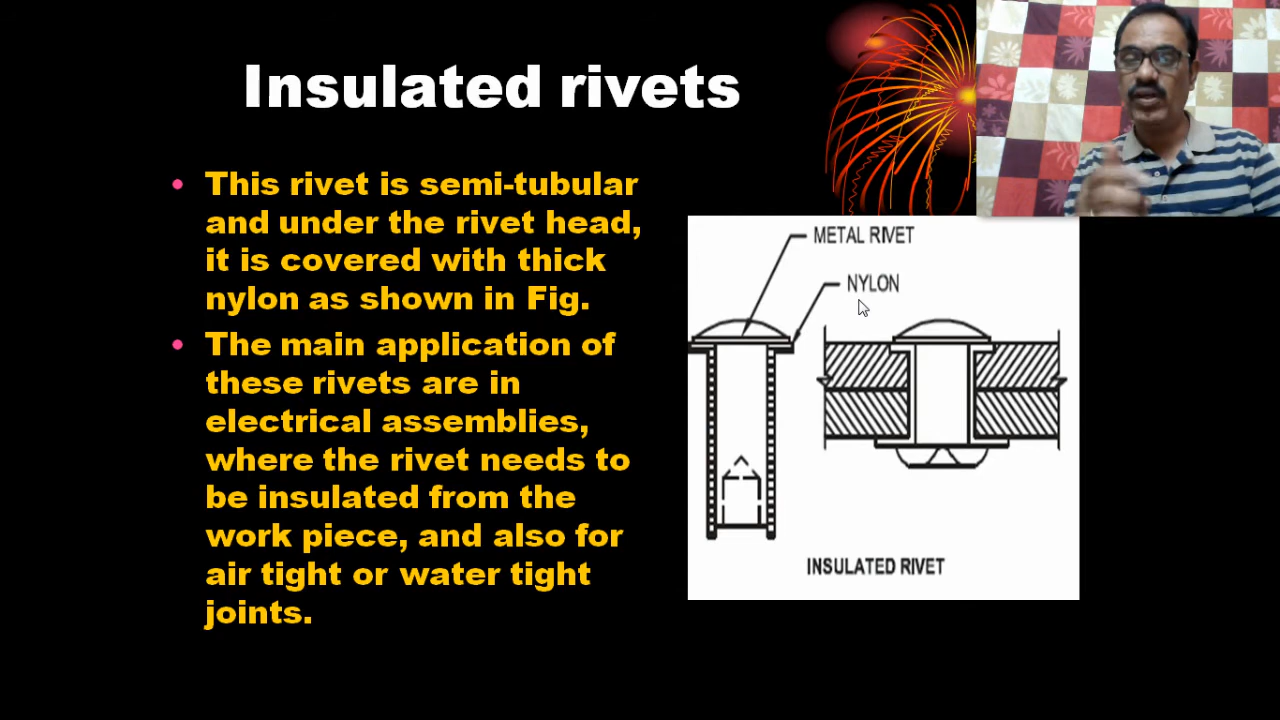 Insulated rivets
• This rivet is semi-tubular
and under the rivet head,
it is covered with thick
nylon as shown in Fig.
• The main application of
these rivets are in
electrical assemblies,
where the rivet needs to
be insulated from the
work piece, and also for
air tight or water tight
joints.
METAL RIVET
NYLON
INSULATED RIVET